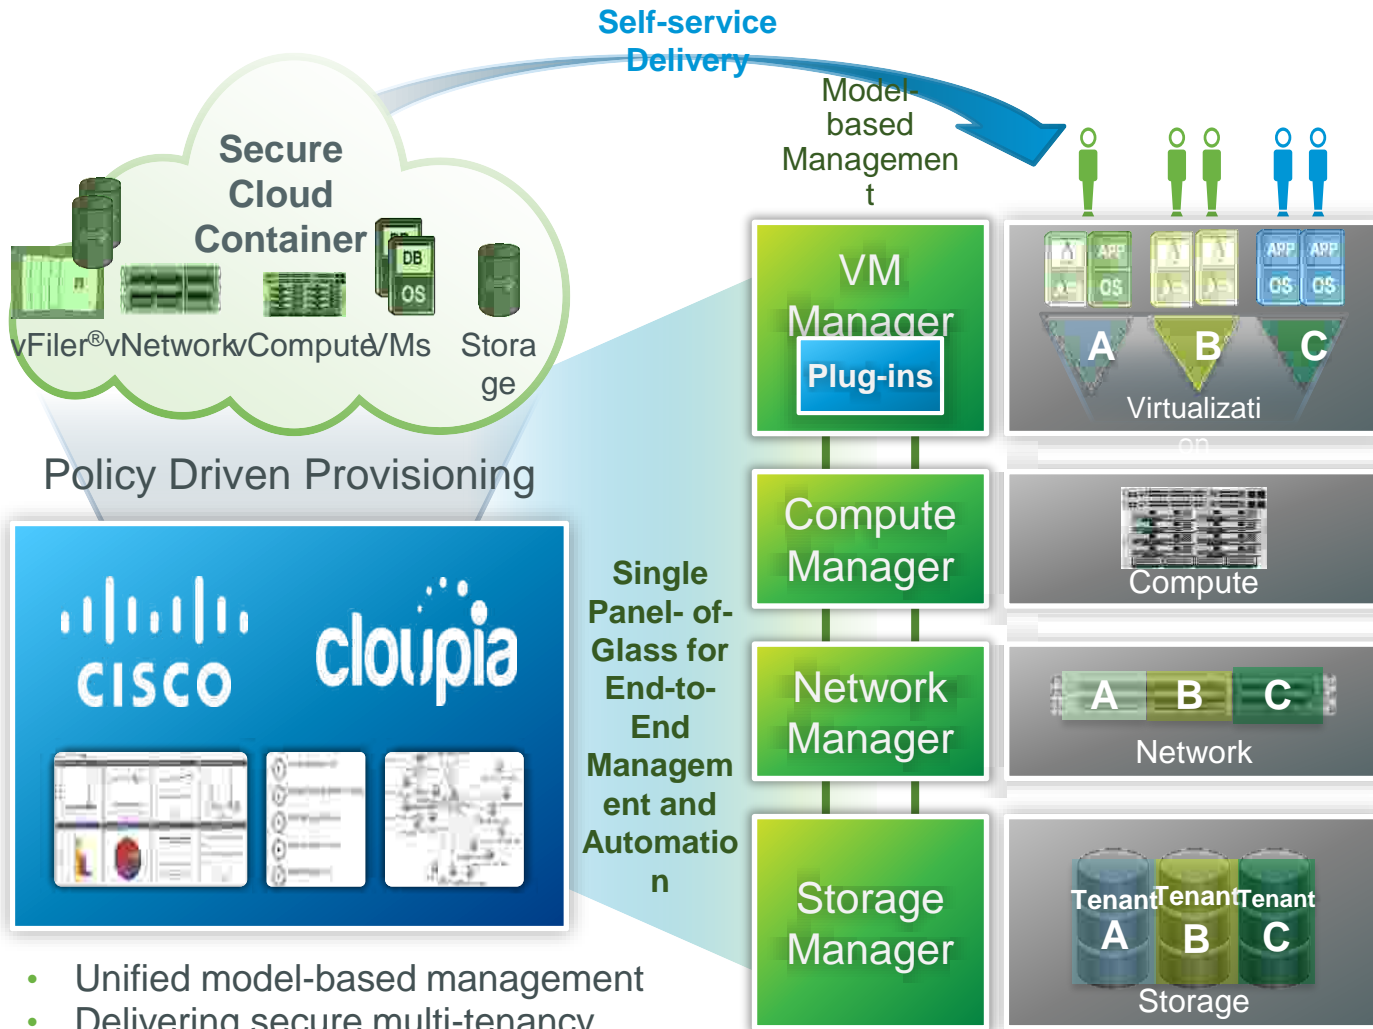 Self-service
Delivery
Model-
based
Managemen
t
Secure
Cloud
Container
DB
OS
vFiler® vNetwork vCompute VMs Stora
ge
Policy Driven Provisioning
CISCO
cloupia
Single
Panel- of-
Glass for
End-to-
End
Managem
ent and
Automatio
n
VM
Manager
Plug-ins
APP
OS
APP APP
OS OS
A B C
Virtualizati
on
Compute
Manager
Compute
Network
Manager
A B C
Network
Storage
Manager
Tenant Tenant Tenant
A B C
Storage
• Unified model-based management
• Delivering secure multi-tenancy